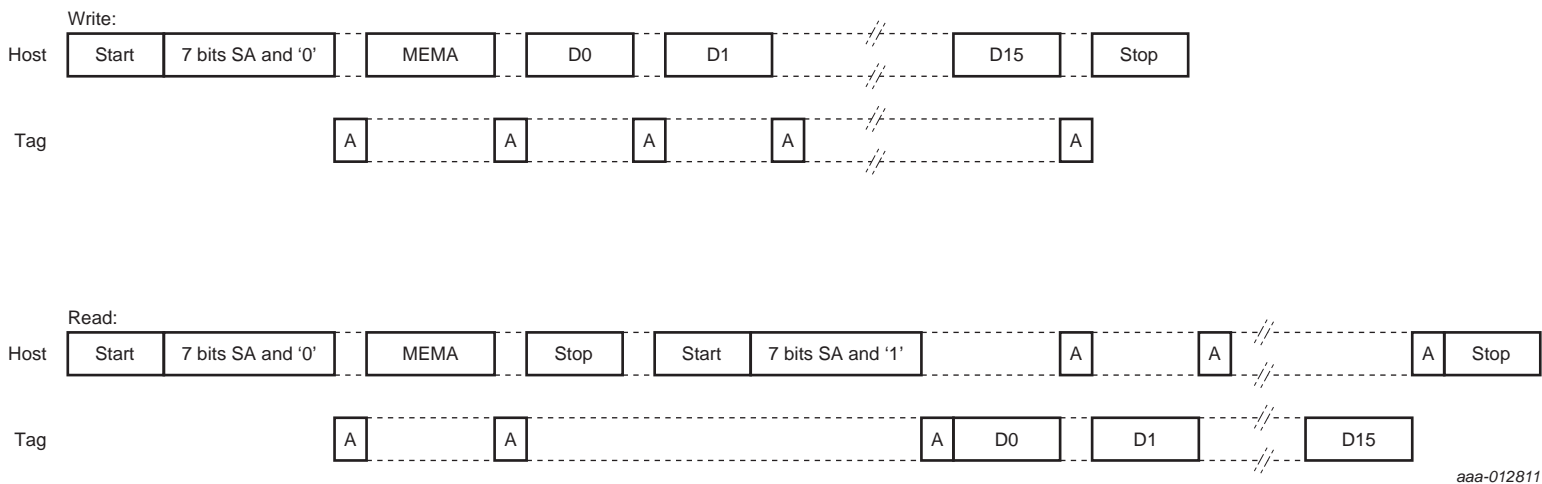 Write:
Host Start 7 bits SA and ‘0’ MEMA D0 D1 D15 Stop
Tag A A A A A
Read:
Host Start 7 bits SA and ‘0’ MEMA Stop Start 7 bits SA and ‘1’ A A A Stop
Tag A A A D0 D1 D15
aaa-012811